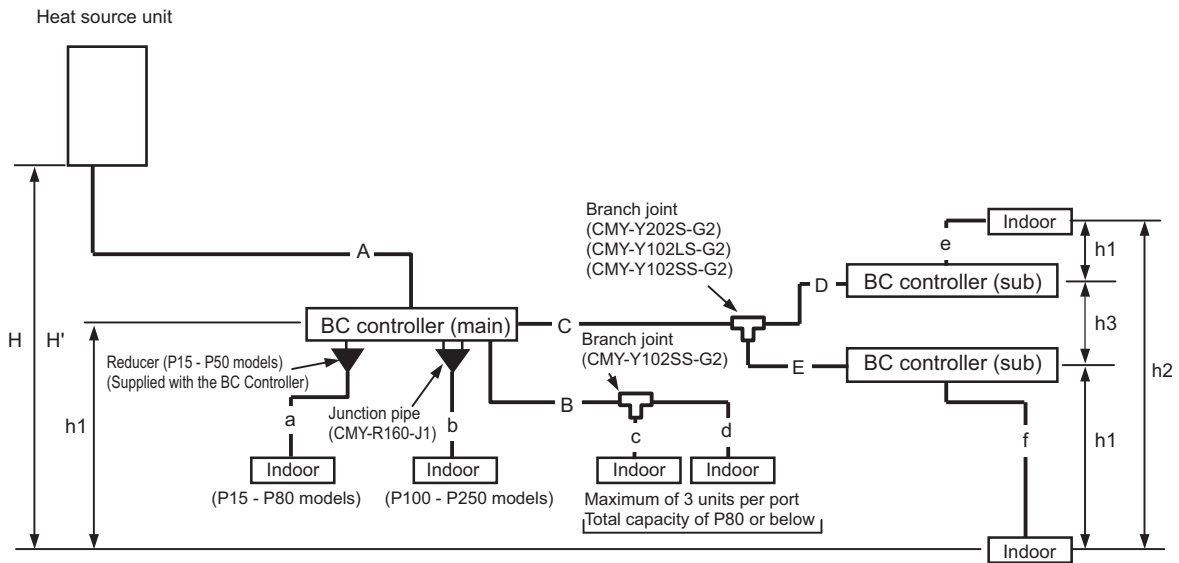 Heat source unit
A
H
H'
h1
BC controller (main)
Reducer (P15 - P50 models)
(Supplied with the BC Controller)
a
Junction pipe
(CMY-R160-J1)
b
Indoor
(P15 - P80 models)
Indoor
(P100 - P250 models)
B
C
Branch joint
(CMY-Y202S-G2)
(CMY-Y102LS-G2)
(CMY-Y102SS-G2)
Branch joint
(CMY-Y102SS-G2)
c
d
Indoor
Indoor
Maximum of 3 units per port
Total capacity of P80 or below
D
E
e
Indoor
BC controller (sub)
BC controller (sub)
f
Indoor
h1
h3
h1
h2